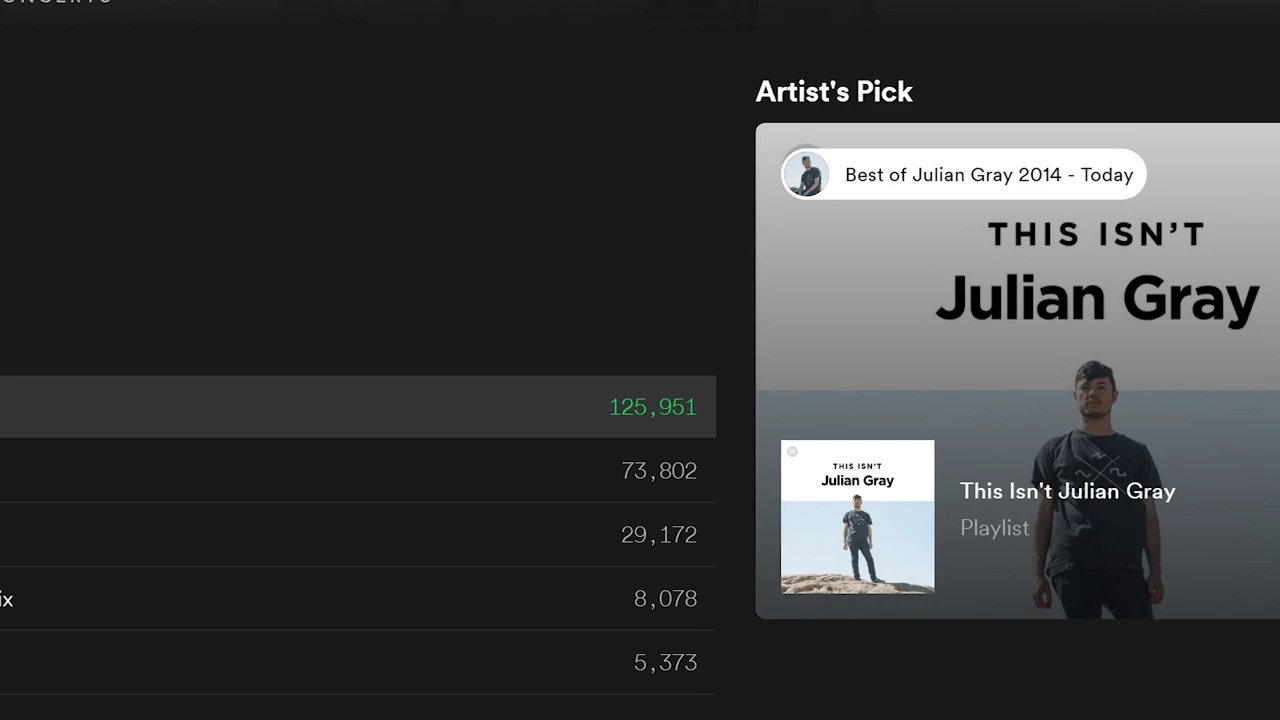 Artist's Pick
Best of Julian Gray 2014 - Today
THIS ISN'T
Julian Gray
125,951
73,802
THIS ISN'T
Julian Gray
This Isn't Julian Gray
Playlist
29,172
ix
8,078
5,373